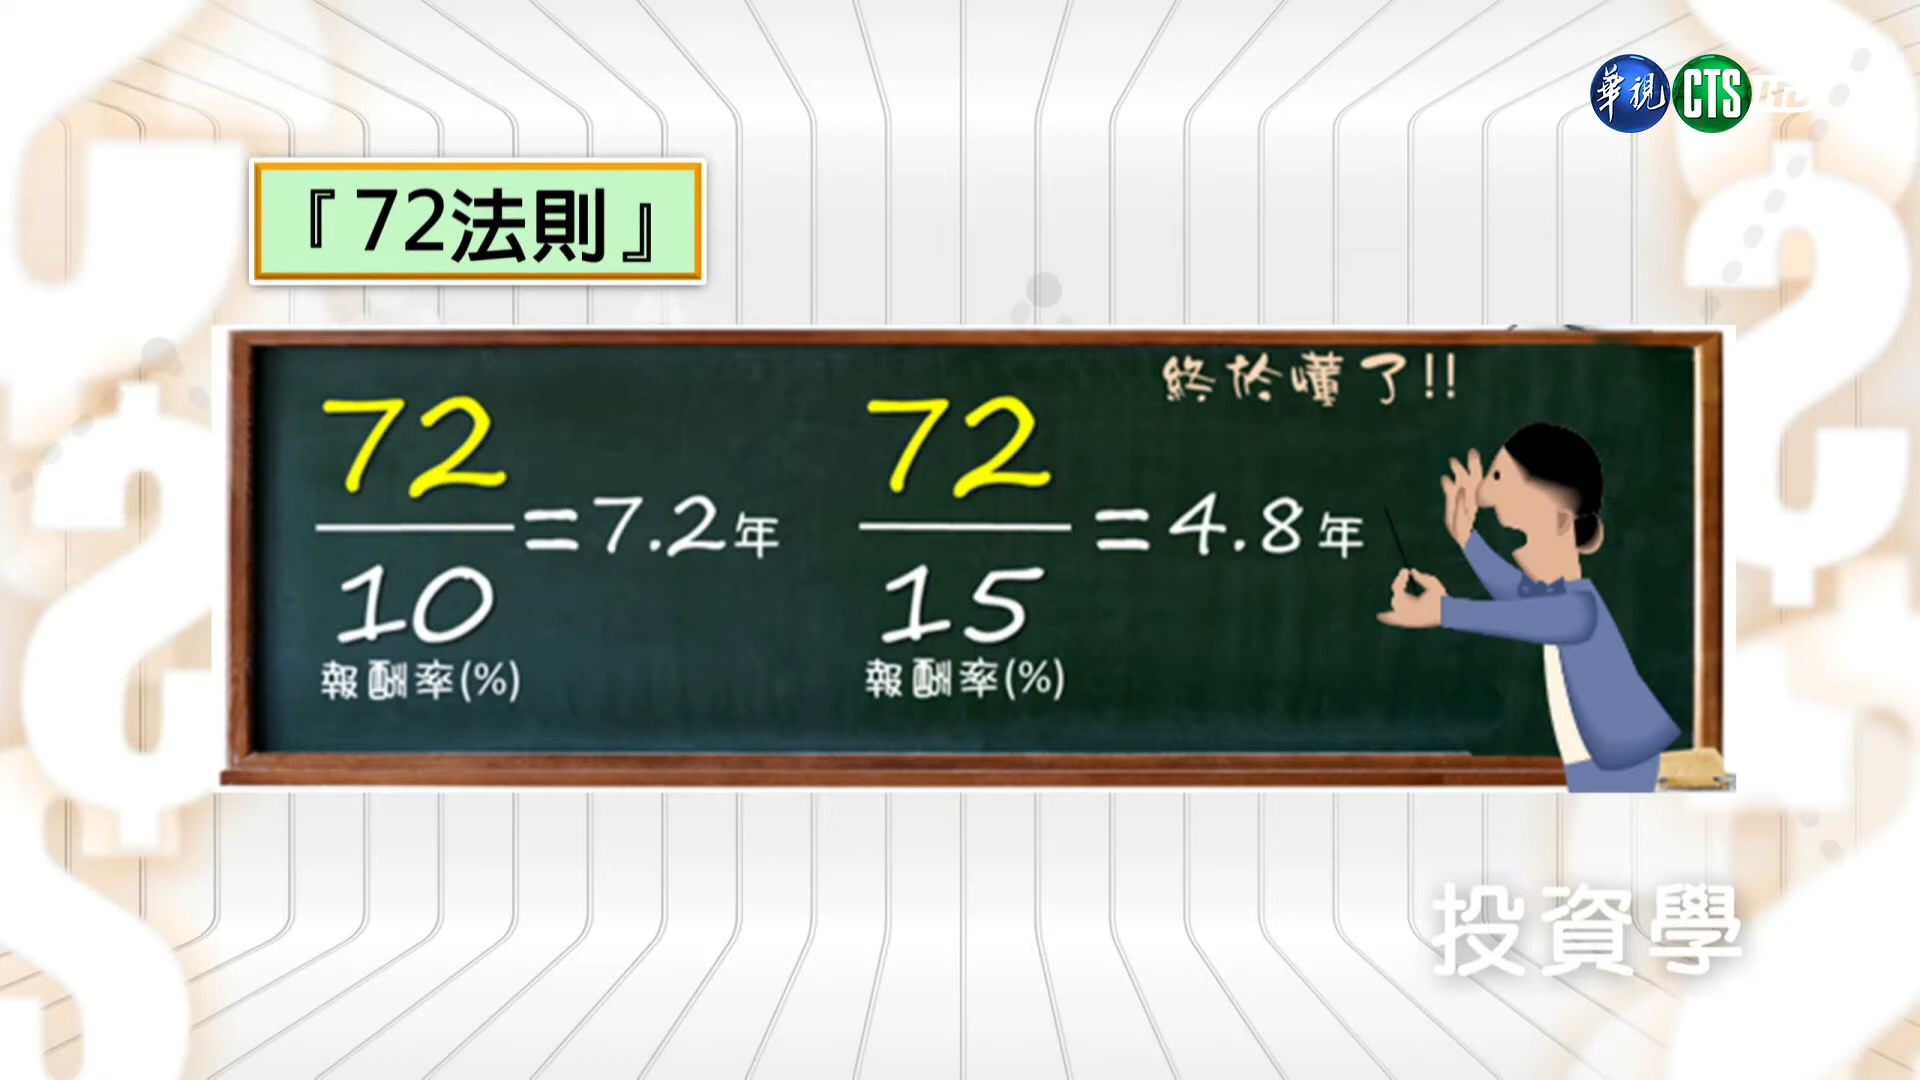 華視 CTS HD
『72法則』
終於懂了!!
72
10
=7.2年
報酬率(%)
72
15
=4.8年
報酬率(%)
投資學